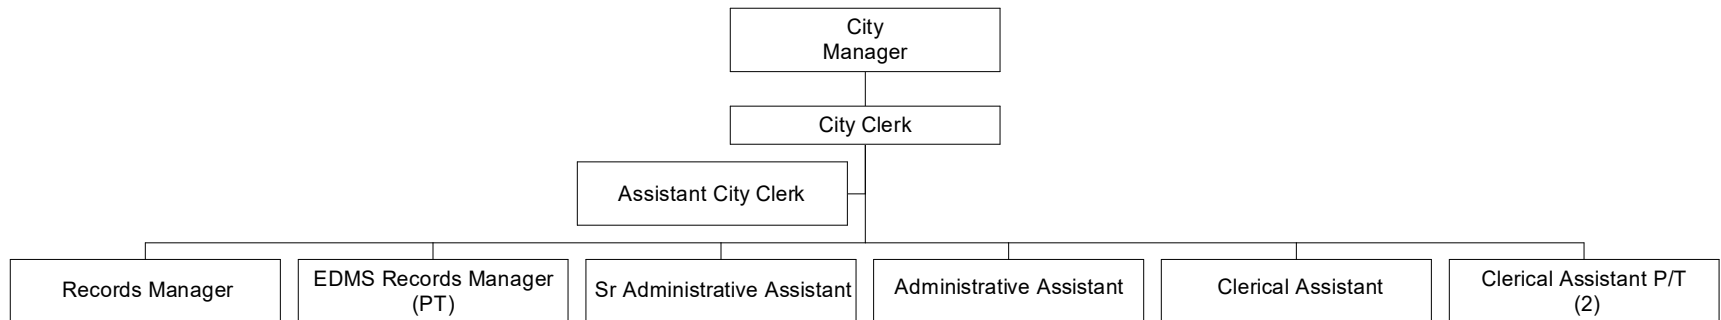 City
Manager
City Clerk
Assistant City Clerk
Records Manager
EDMS Records Manager
(PT)
Sr Administrative Assistant
Administrative Assistant
Clerical Assistant
Clerical Assistant P/T
(2)